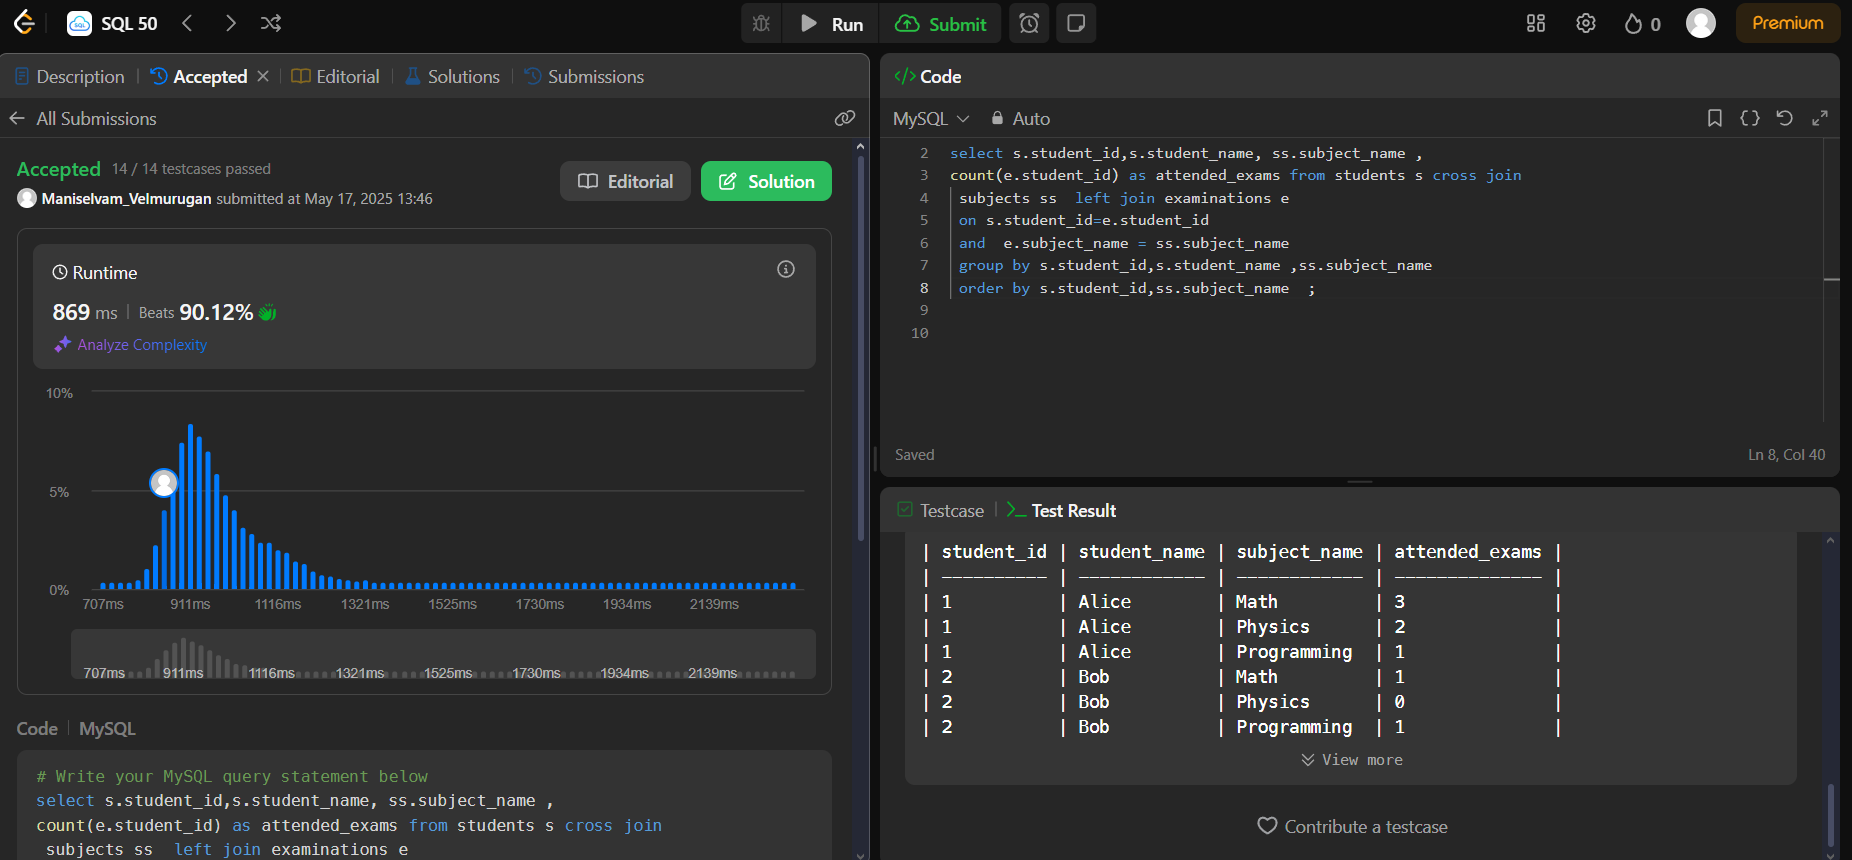 SQL 50
Run
Submit
0
Premium
Description
Accepted
Editorial
Solutions
Submissions
All Submissions
Accepted 14 / 14 testcases passed
Maniselvam_Velmurugan submitted at May 17, 2025 13:46
Editorial
Solution
Runtime
869 ms | Beats 90.12%
Analyze Complexity
10%
5%
0%
707ms 911ms 1116ms 1321ms 1525ms 1730ms 1934ms 2139ms
707ms 911ms 1116ms 1321ms 1525ms 1730ms 1934ms 2139ms
Code | MySQL
# Write your MySQL query statement below
select s.student_id,s.student_name, ss.subject_name ,
count(e.student_id) as attended_exams from students s cross join
subjects ss  left join examinations e
</> Code
MySQL
Auto
2 select s.student_id,s.student_name, ss.subject_name ,
3 count(e.student_id) as attended_exams from students s cross join
4 subjects ss  left join examinations e
5 on s.student_id=e.student_id
6 and  e.subject_name = ss.subject_name
7 group by s.student_id,s.student_name ,ss.subject_name
8 order by s.student_id,ss.subject_name  ;
9
10
Saved
Ln 8, Col 40
Testcase
>_ Test Result
| student_id | student_name | subject_name | attended_exams |
| ---------- | ------------ | ------------ | -------------- |
| 1 | Alice | Math | 3 |
| 1 | Alice | Physics | 2 |
| 1 | Alice | Programming | 1 |
| 2 | Bob | Math | 1 |
| 2 | Bob | Physics | 0 |
| 2 | Bob | Programming | 1 |
View more
Contribute a testcase